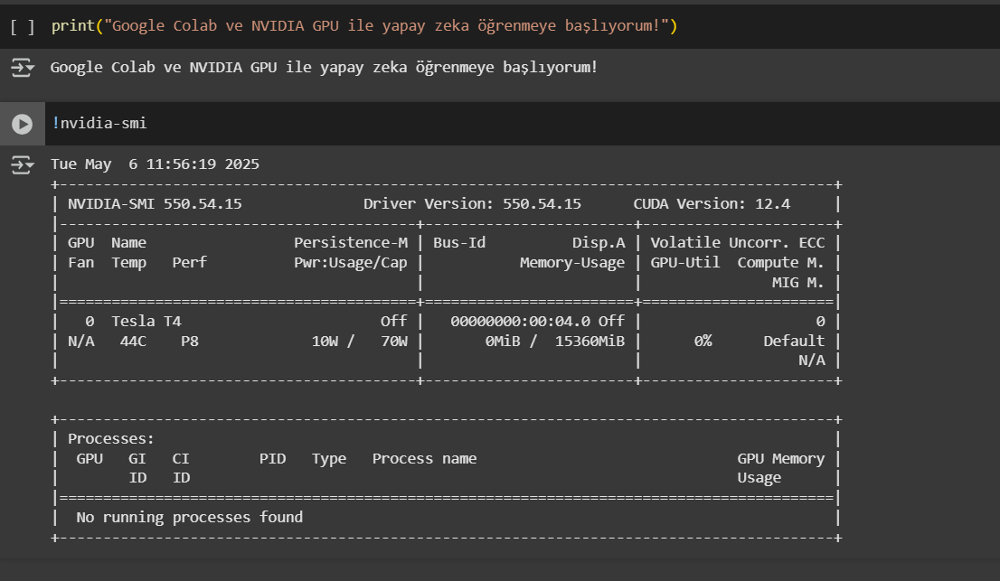 [ ] print("Google Colab ve NVIDIA GPU ile yapay zeka öğrenmeye başlıyorum!")
Google Colab ve NVIDIA GPU ile yapay zeka öğrenmeye başlıyorum!
!nvidia-smi
Tue May  6 11:56:19 2025
+-----------------------------------------------------------------------------------------+
| NVIDIA-SMI 550.54.15              Driver Version: 550.54.15      CUDA Version: 12.4     |
|-----------------------------------------+------------------------+----------------------+
| GPU  Name                 Persistence-M | Bus-Id          Disp.A | Volatile Uncorr. ECC |
| Fan  Temp   Perf          Pwr:Usage/Cap |           Memory-Usage | GPU-Util  Compute M. |
|                                         |                        |               MIG M. |
|=========================================+========================+======================|
|   0  Tesla T4                       Off |   00000000:00:04.0 Off |                    0 |
| N/A   44C    P8             10W /   70W |       0MiB /  15360MiB |      0%      Default |
|                                         |                        |                  N/A |
+-----------------------------------------+------------------------+----------------------+
+-----------------------------------------------------------------------------------------+
| Processes:                                                                              |
|  GPU   GI   CI        PID   Type   Process name                              GPU Memory |
|        ID   ID                                                               Usage      |
|=========================================================================================|
|  No running processes found                                                             |
+-----------------------------------------------------------------------------------------+